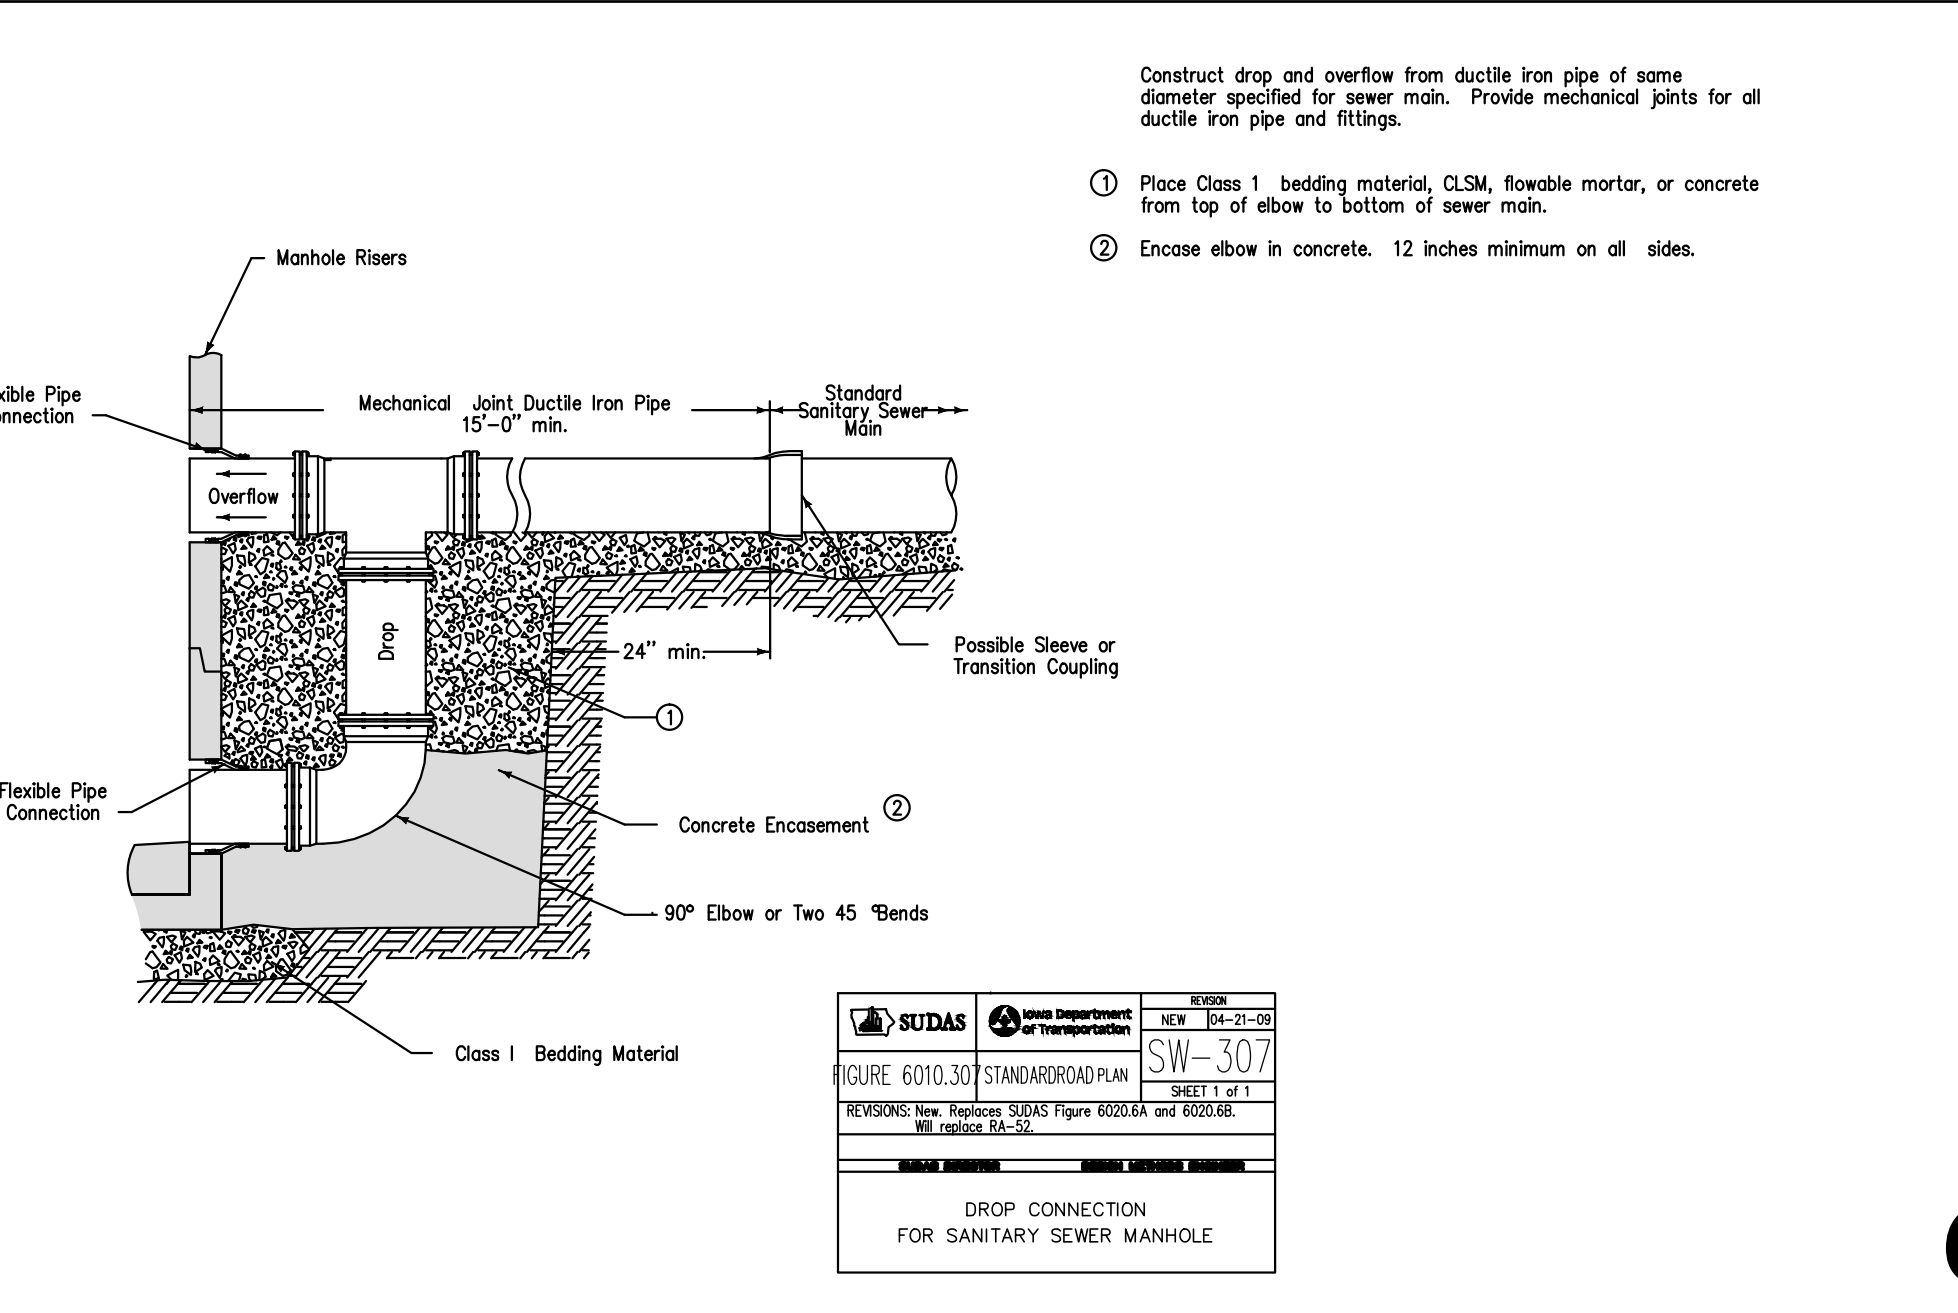 Construct drop and overflow from ductile iron pipe of same
diameter specified for sewer main. Provide mechanical joints for all
ductile iron pipe and fittings.
1 Place Class 1 bedding material, CLSM, flowable mortar, or concrete
from top of elbow to bottom of sewer main.
2 Encase elbow in concrete. 12 inches minimum on all sides.
Manhole Risers
xible Pipe
onnection
Mechanical Joint Ductile Iron Pipe
15'-0" min.
Standard
Sanitary Sewer
Main
Overflow
Drop
24" min.
Possible Sleeve or
Transition Coupling
1
Flexible Pipe
Connection
Concrete Encasement 2
90° Elbow or Two 45 °Bends
Class I Bedding Material
SUDAS
Iowa Department
of Transportation
REVISION
NEW 04-21-09
SW-307
SHEET 1 of 1
FIGURE 6010.307
STANDARDROAD PLAN
REVISIONS: New. Replaces SUDAS Figure 6020.6A and 6020.6B.
Will replace RA-52.
SUDAS DIRECTOR DESIGN METHODS ENGINEER
DROP CONNECTION
FOR SANITARY SEWER MANHOLE